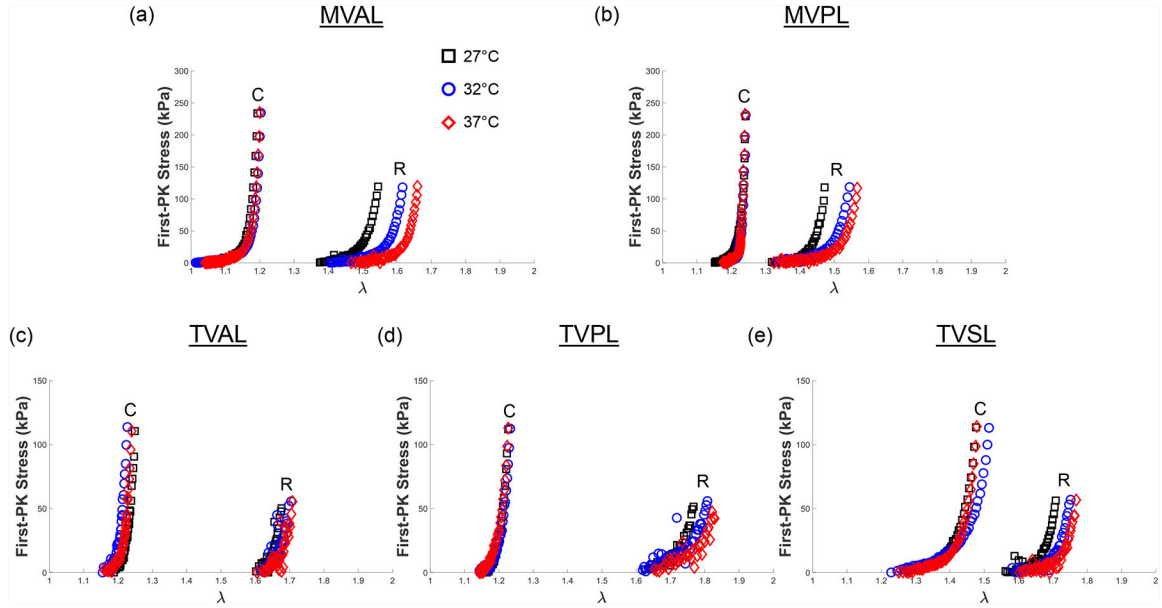 (a)
MVAL
27°C
32°C
37°C
First-PK Stress (kPa)
300
250
200
150
100
50
0
C
R
1 1.1 1.2 1.3 1.4 1.5 1.6 1.7 1.8 1.9 2
λ
(b)
MVPL
First-PK Stress (kPa)
300
250
200
150
100
50
0
C
R
1 1.1 1.2 1.3 1.4 1.5 1.6 1.7 1.8 1.9 2
λ
(c)
TVAL
First-PK Stress (kPa)
150
100
50
0
C
R
1 1.1 1.2 1.3 1.4 1.5 1.6 1.7 1.8 1.9 2
λ
(d)
TVPL
First-PK Stress (kPa)
150
100
50
0
C
R
1 1.1 1.2 1.3 1.4 1.5 1.6 1.7 1.8 1.9 2
λ
(e)
TVSL
First-PK Stress (kPa)
150
100
50
0
C
R
1 1.1 1.2 1.3 1.4 1.5 1.6 1.7 1.8 1.9 2
λ